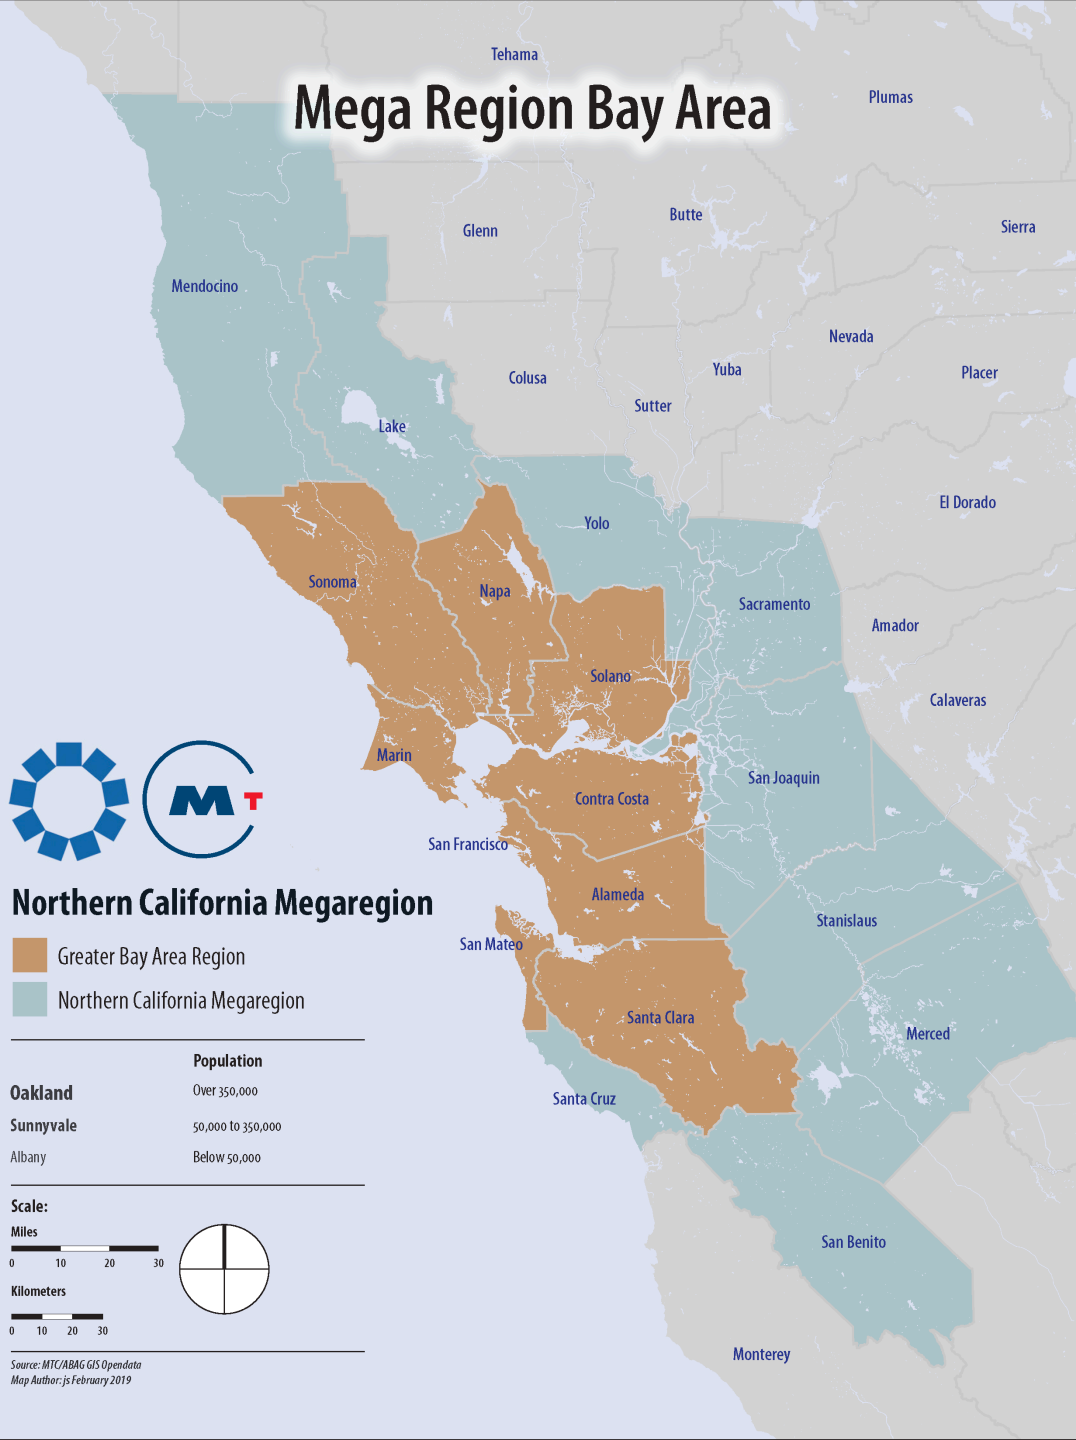 Tehama
Mega Region Bay Area
Plumas
Glenn
Butte
Sierra
Mendocino
Nevada
Colusa
Yuba
Placer
Sutter
Lake
El Dorado
Yolo
Sonoma
Napa
Sacramento
Amador
Solano
Calaveras
Marin
San Joaquin
Contra Costa
San Francisco
Alameda
Stanislaus
San Mateo
Santa Clara
Merced
Santa Cruz
San Benito
Monterey
M T
Northern California Megaregion
Greater Bay Area Region
Northern California Megaregion
Population
Oakland Over 350,000
Sunnyvale 50,000 to 350,000
Albany Below 50,000
Scale:
Miles
0 10 20 30
Kilometers
0 10 20 30
Source: MTC/ABAG GIS Opendata
Map Author: js February 2019